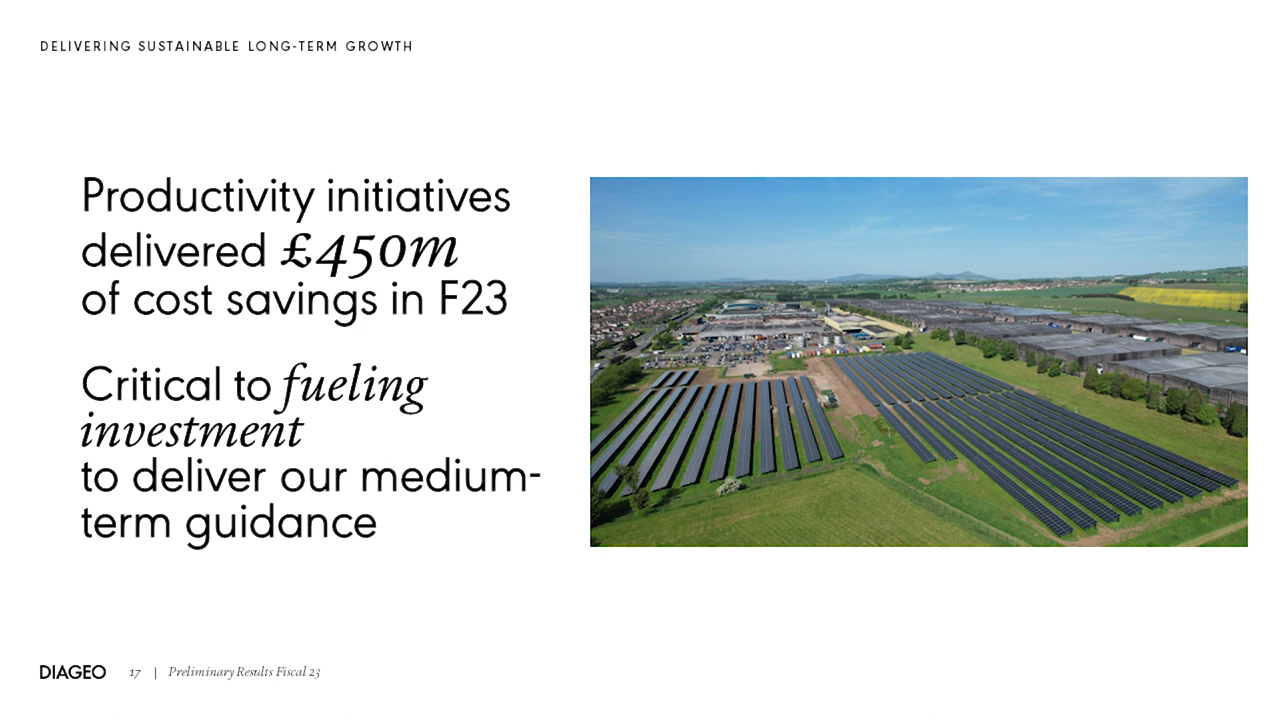 DELIVERING SUSTAINABLE LONG-TERM GROWTH
Productivity initiatives
delivered £450m
of cost savings in F23
Critical to fueling
investment
to deliver our medium-
term guidance
DIAGEO 17 | Preliminary Results Fiscal 23